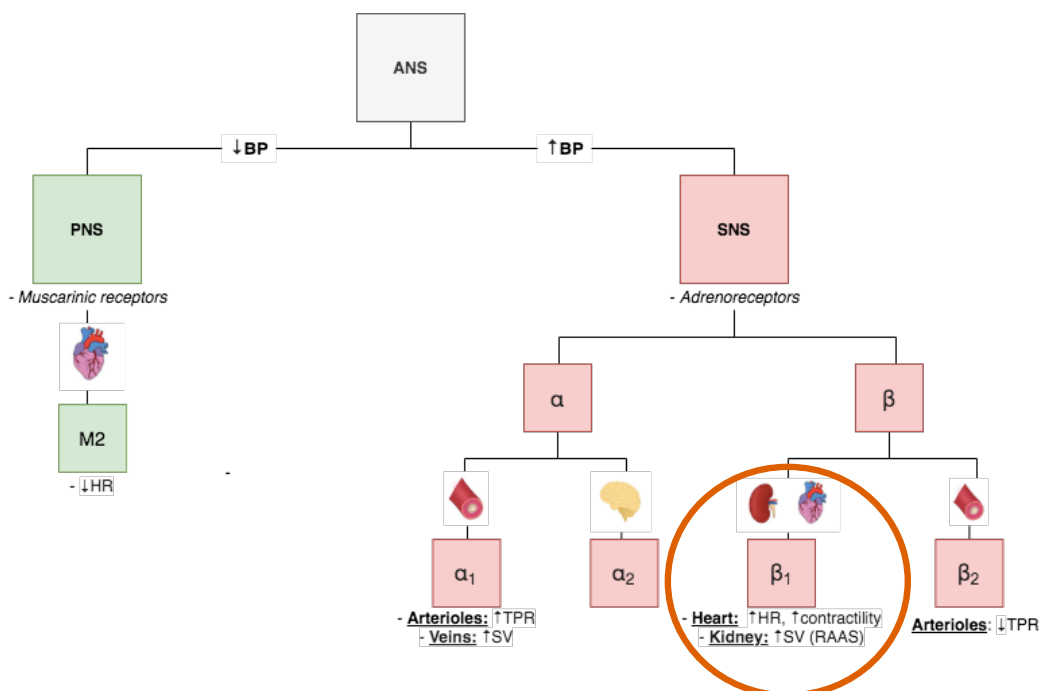 ANS
↓BP
↑BP
PNS
SNS
- Muscarinic receptors
- Adrenoreceptors
α
β
M2
- ↓HR
-
α₁
α₂
β₁
β₂
- Arterioles: ↑TPR
- Veins: ↑SV
- Heart: ↑HR, ↑contractility
- Kidney: ↑SV (RAAS)
Arterioles: ↓TPR